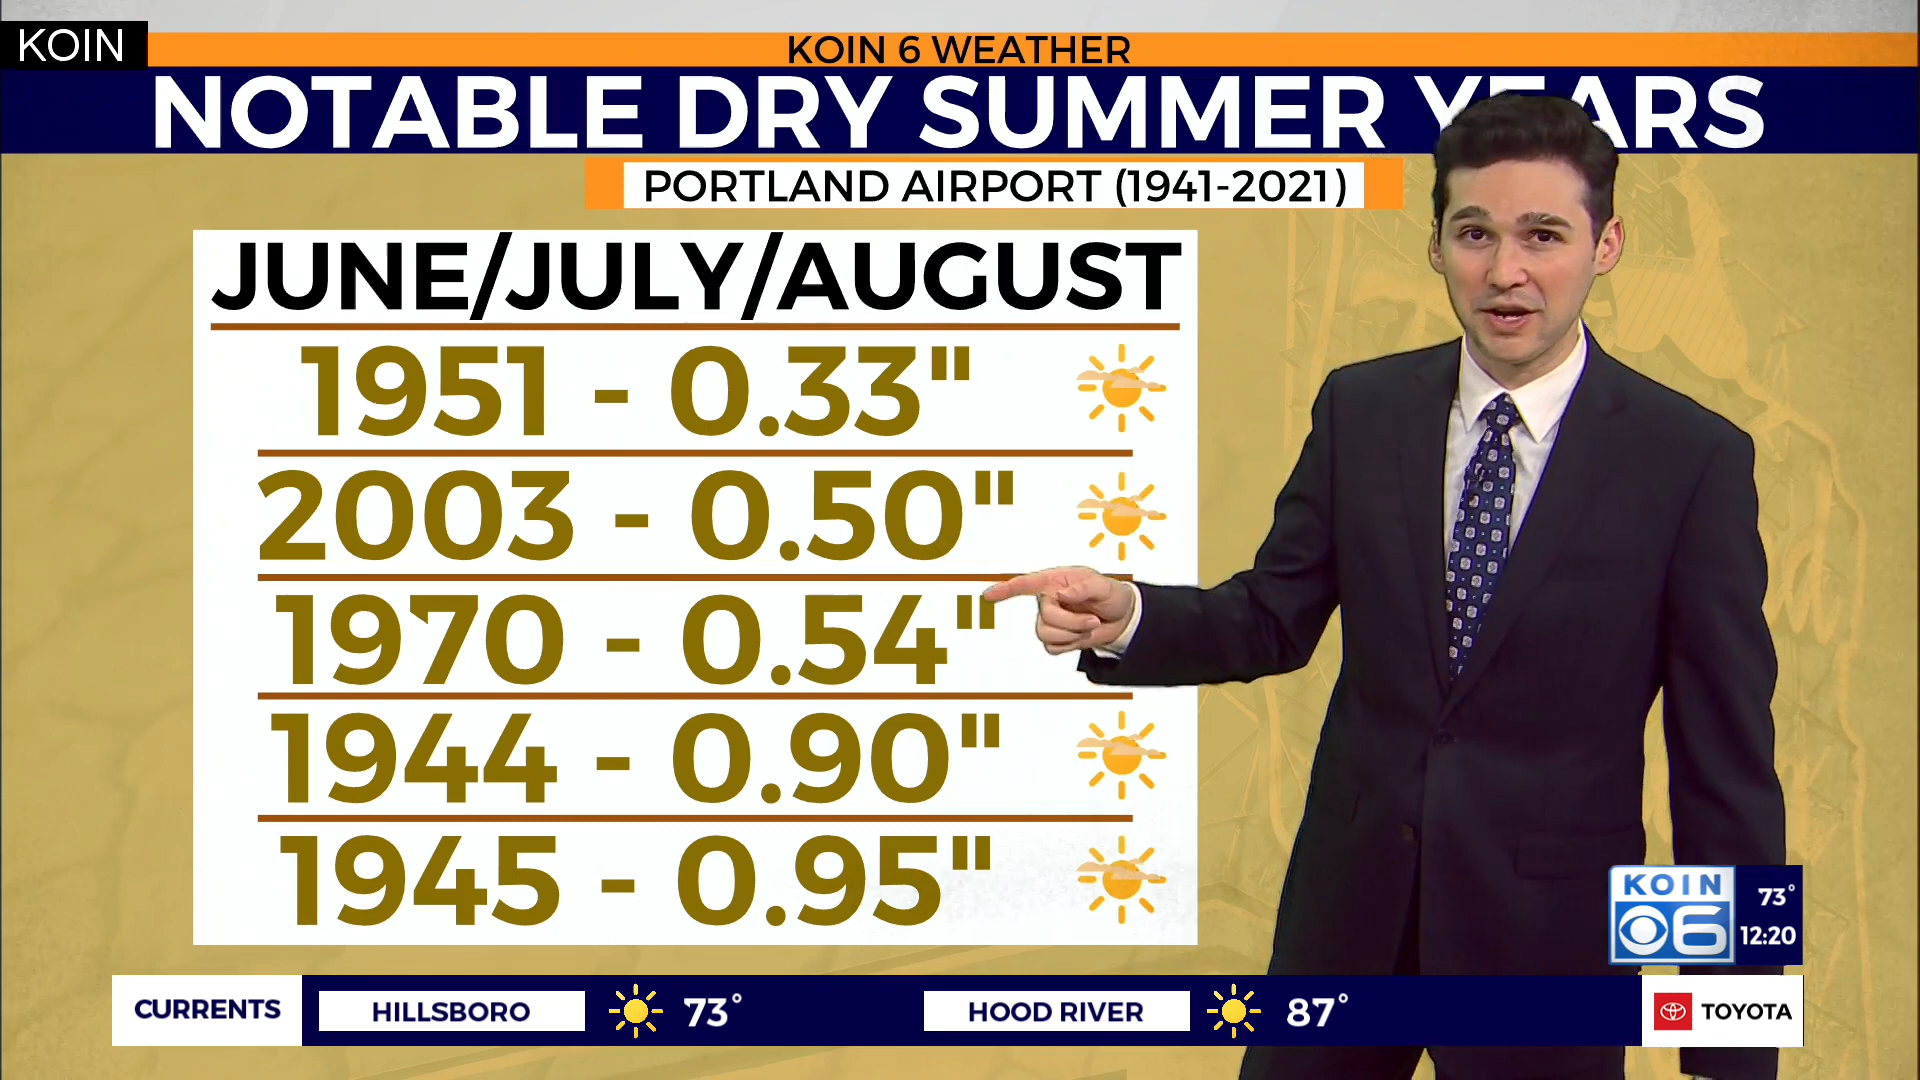 KOIN
KOIN 6 WEATHER
NOTABLE DRY SUMMER YEARS
PORTLAND AIRPORT (1941-2021)
JUNE/JULY/AUGUST
1951 - 0.33"
2003 - 0.50"
1970 - 0.54"
1944 - 0.90"
1945 - 0.95"
KOIN
6
73°
12:20
CURRENTS
HILLSBORO
73°
HOOD RIVER
87°
TOYOTA